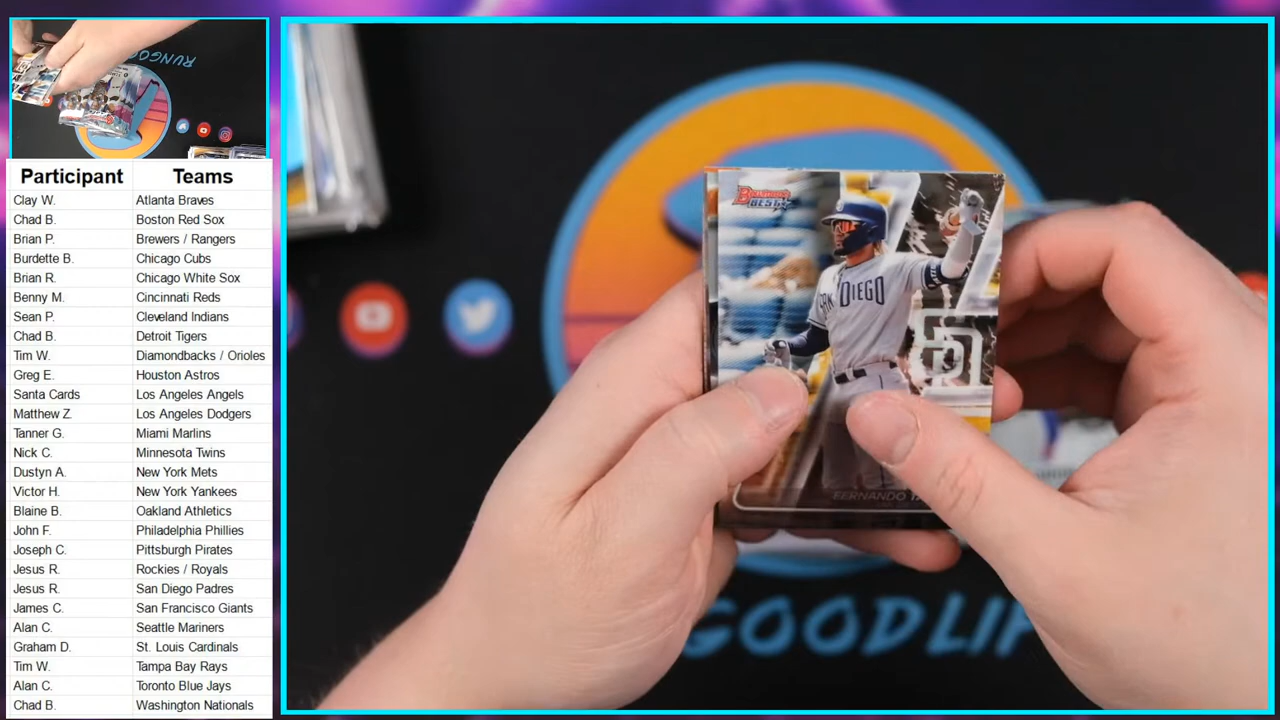 RUNGOOD
Participant Teams
Clay W. Atlanta Braves
Chad B. Boston Red Sox
Brian P. Brewers / Rangers
Burdette B. Chicago Cubs
Brian R. Chicago White Sox
Benny M. Cincinnati Reds
Sean P. Cleveland Indians
Chad B. Detroit Tigers
Tim W. Diamondbacks / Orioles
Greg E. Houston Astros
Santa Cards Los Angeles Angels
Matthew Z. Los Angeles Dodgers
Tanner G. Miami Marlins
Nick C. Minnesota Twins
Dustyn A. New York Mets
Victor H. New York Yankees
Blaine B. Oakland Athletics
John F. Philadelphia Phillies
Joseph C. Pittsburgh Pirates
Jesus R. Rockies / Royals
Jesus R. San Diego Padres
James C. San Francisco Giants
Alan C. Seattle Mariners
Graham D. St. Louis Cardinals
Tim W. Tampa Bay Rays
Alan C. Toronto Blue Jays
Chad B. Washington Nationals
BOWMAN'S
BEST
SAN DIEGO
SD
FERNANDO TA
GOODLIF